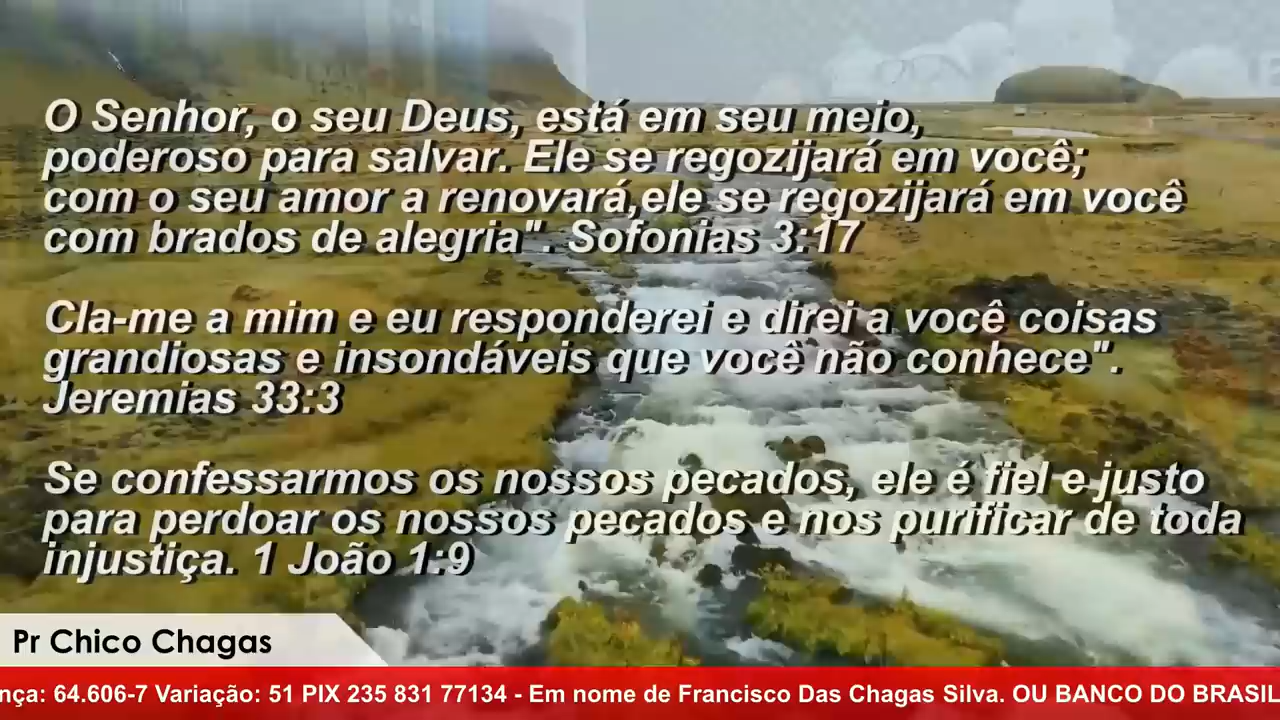 O Senhor, o seu Deus, está em seu meio,
poderoso para salvar. Ele se regozijará em você;
com o seu amor a renovará,ele se regozijará em você
com brados de alegria". Sofonias 3:17
Cla-me a mim e eu responderei e direi a você coisas
grandiosas e insondáveis que você não conhece".
Jeremias 33:3
Se confessarmos os nossos pecados, ele é fiel e justo
para perdoar os nossos pecados e nos purificar de toda
injustiça. 1 João 1:9
Pr Chico Chagas
nça: 64.606-7 Variação: 51 PIX 235 831 77134 - Em nome de Francisco Das Chagas Silva. OU BANCO DO BRASIL